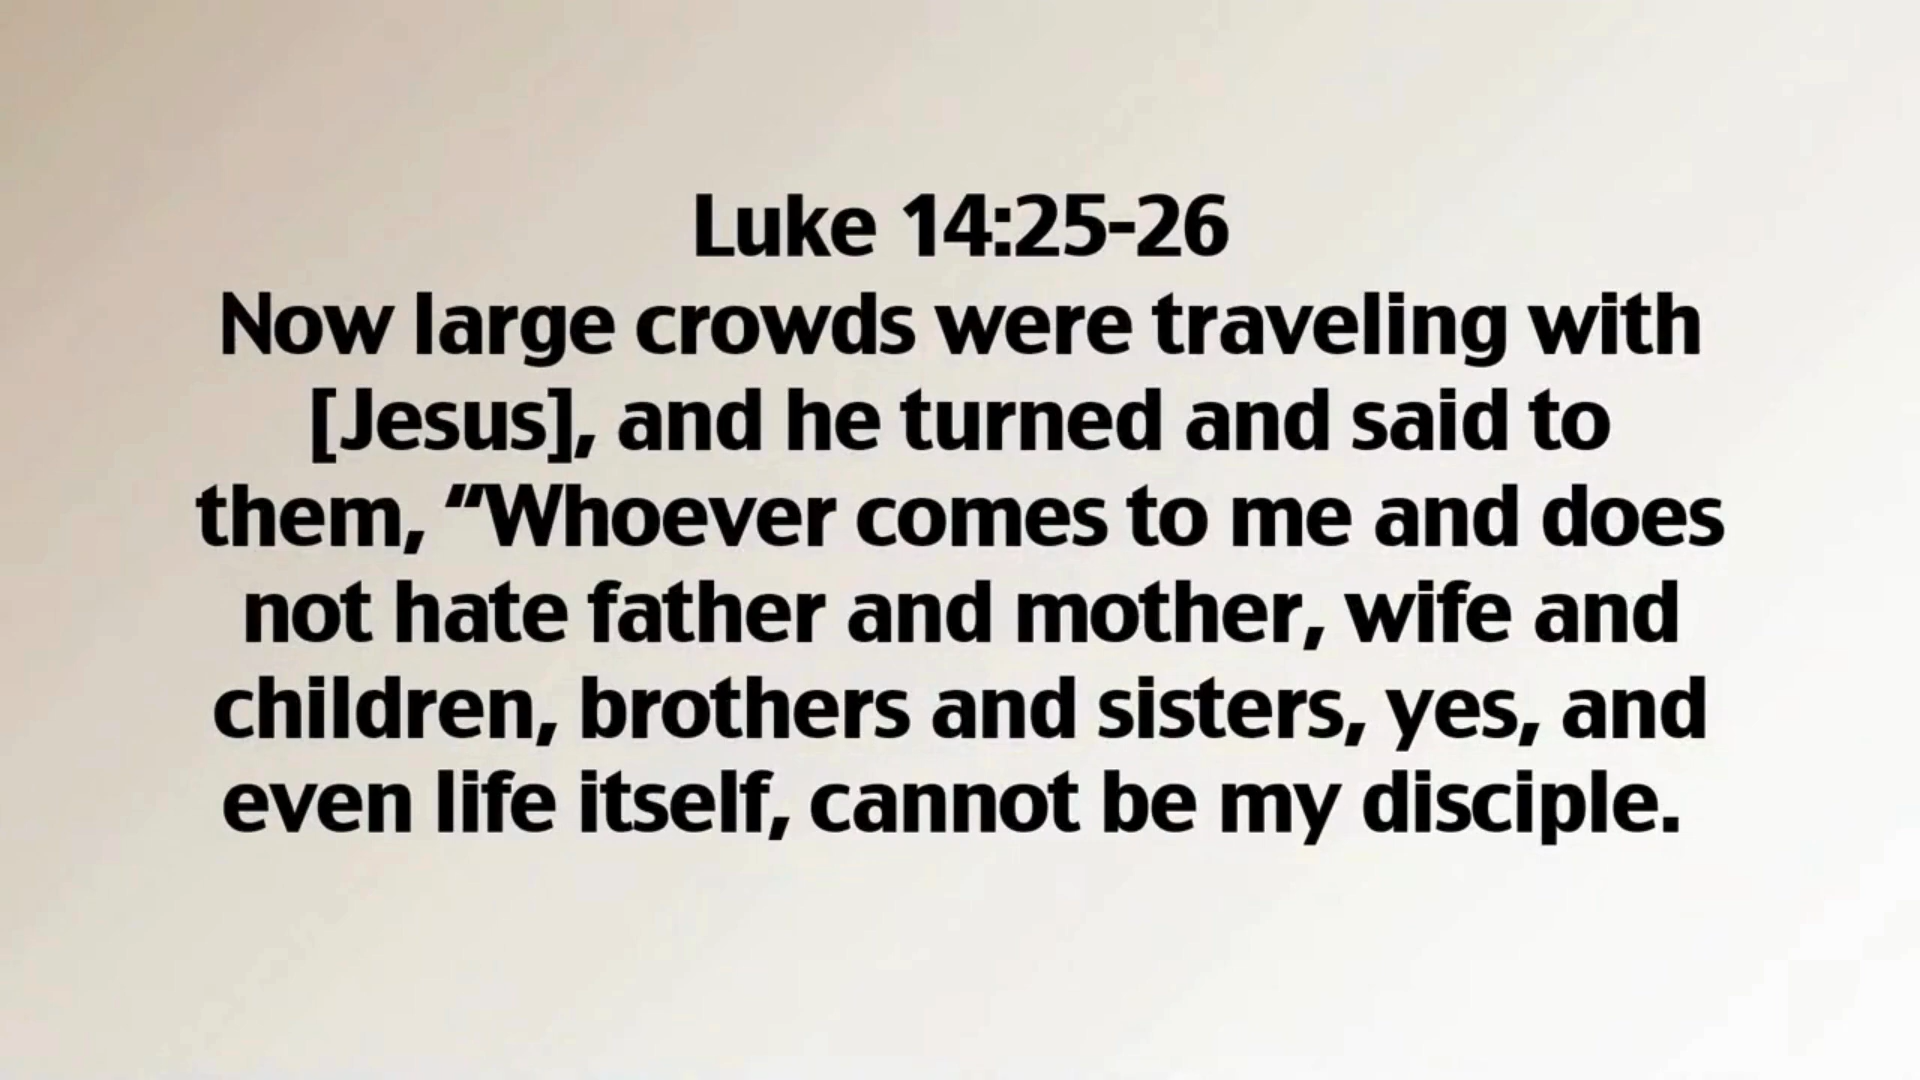 Luke 14:25-26
Now large crowds were traveling with
[Jesus], and he turned and said to
them, “Whoever comes to me and does
not hate father and mother, wife and
children, brothers and sisters, yes, and
even life itself, cannot be my disciple.